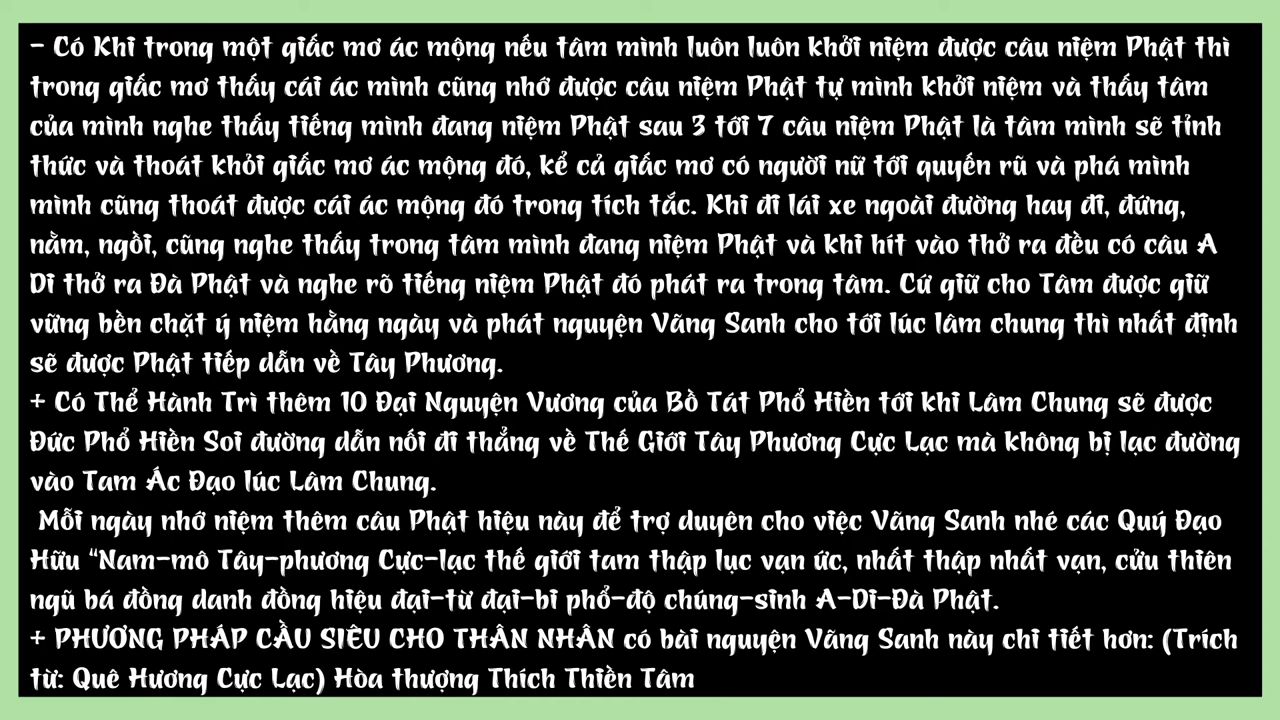 - Có Khi trong một giấc mơ ác mộng nếu tâm mình luôn luôn khởi niệm được câu niệm Phật thì
trong giấc mơ thấy cái ác mình cũng nhớ được câu niệm Phật tự mình khởi niệm và thấy tâm
của mình nghe thấy tiếng mình đang niệm Phật sau 3 tới 7 câu niệm Phật là tâm mình sẽ tỉnh
thức và thoát khỏi giấc mơ ác mộng đó, kể cả giấc mơ có người nữ tới quyến rũ và phá mình
mình cũng thoát được cái ác mộng đó trong tích tắc. Khi đi lái xe ngoài đường hay đi, đứng,
nằm, ngồi, cũng nghe thấy trong tâm mình đang niệm Phật và khi hít vào thở ra đều có câu A
Di thở ra Đà Phật và nghe rõ tiếng niệm Phật đó phát ra trong tâm. Cứ giữ cho Tâm được giữ
vững bền chặt ý niệm hằng ngày và phát nguyện Vãng Sanh cho tới lúc lâm chung thì nhất định
sẽ được Phật tiếp dẫn về Tây Phương.
+ Có Thể Hành Trì thêm 10 Đại Nguyện Vương của Bồ Tát Phổ Hiền tới khi Lâm Chung sẽ được
Đức Phổ Hiền Soi đường dẫn nối đi thẳng về Thế Giới Tây Phương Cực Lạc mà không bị lạc đường
vào Tam Ác Đạo lúc Lâm Chung.
Mỗi ngày nhớ niệm thêm câu Phật hiệu này để trợ duyên cho việc Vãng Sanh nhé các Quý Đạo
Hữu "Nam-mô Tây-phương Cực-lạc thế giới tam thập lục vạn ức, nhất thập nhất vạn, cửu thiên
ngũ bá đồng danh đồng hiệu đại-từ đại-bi phổ-độ chúng-sinh A-Di-Đà Phật.
+ PHƯƠNG PHÁP CẦU SIÊU CHO THÂN NHÂN có bài nguyện Vãng Sanh này chi tiết hơn: (Trích
từ: Quê Hương Cực Lạc) Hòa thượng Thích Thiền Tâm